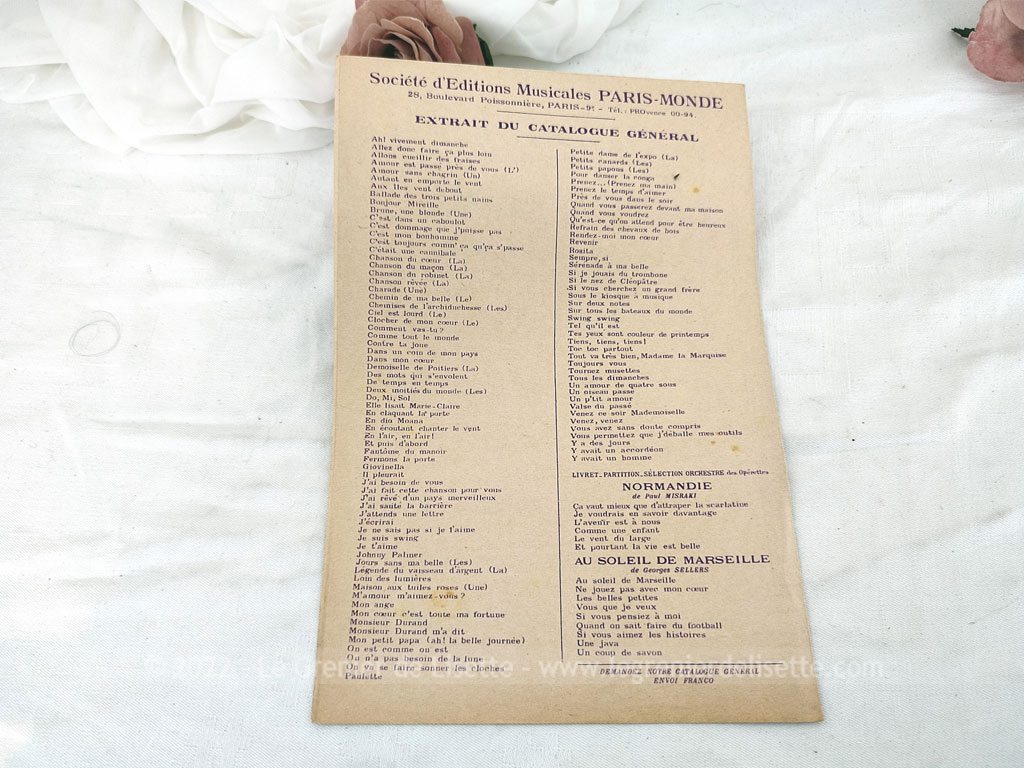 Société d'Editions Musicales PARIS-MONDE
28, Boulevard Poissonnière, PARIS-9e - Tél. : PROvence 00-94.
EXTRAIT DU CATALOGUE GÉNÉRAL
Ah! vivement dimanche
Allez donc faire ça plus loin
Allons cueillir des fraises
Amour est passé près de vous (L')
Amour sans chagrin (Un)
Autant en emporte le vent
Aux Iles vent debout
Ballade des trois petits nains
Bonjour Mireille
Brune, une blonde (Une)
C'est dans un caboulot
C'est dommage que j'puisse pas
C'est mon bonhomme
C'est toujours comm' ça qu'ça s'passe
C'était une cannibale
Chanson du cœur (La)
Chanson du maçon (La)
Chanson du robinet (La)
Chanson rêvée (La)
Charade (Une)
Chemin de ma belle (Le)
Chemises de l'archiduchesse (Les)
Ciel est lourd (Le)
Clocher de mon cœur (Le)
Comment vas-tu ?
Comme tout le monde
Contre ta joue
Dans un coin de mon pays
Dans mon cœur
Demoiselle de Poitiers (La)
Des mots qui s'envolent
De temps en temps
Deux moitiés du monde (Les)
Do, Mi, Sol
Elle lisait Marie-Claire
En claquant la porte
En dio Moana
En écoutant chanter le vent
En l'air, en l'air!
Et puis d'abord
Fantôme du manoir
Fermons la porte
Giovinella
Il pleurait
J'ai besoin de vous
J'ai fait cette chanson pour vous
J'ai rêvé d'un pays merveilleux
J'ai sauté la barrière
J'attends une lettre
J'écrirai
Je ne sais pas si je t'aime
Je suis swing
Je t'aime
Johnny Palmer
Jours sans ma belle (Les)
Légende du vaisseau d'argent (La)
Loin des lumières
Maison aux tuiles roses (Une)
M'amour m'aimez-vous ?
Mon ange
Mon cœur c'est toute ma fortune
Monsieur Durand
Monsieur Durand m'a dit
Mon petit papa (ah! la belle journée)
On est comme on est
On n'a pas besoin de la lune
On va se faire sonner les cloches
Paulette
Petite dame de l'expo (La)
Petits canards (Les)
Petits papons (Les)
Pour danser la conga
Prenez... (Prenez ma main)
Prenez le temps d'aimer
Près de vous dans le soir
Quand vous passerez devant ma maison
Quand vous voudrez
Qu'est-ce qu'on attend pour être heureux
Refrain des chevaux de bois
Rendez-moi mon cœur
Revenir
Rosita
Sempre, si
Sérénade à ma belle
Si je jouais du trombone
Si le nez de Cléopâtre
Si vous cherchez un grand frère
Sous le kiosque à musique
Sur deux notes
Sur tous les bateaux du monde
Swing swing
Tel qu'il est
Tes yeux sont couleur de printemps
Tiens, tiens, tiens!
Toc toc partout
Tout va très bien, Madame la Marquise
Toujours vous
Tournez musettes
Tous les dimanches
Un amour de quatre sous
Un oiseau passe
Un p'tit amour
Valse du passé
Venez ce soir Mademoiselle
Venez, venez
Vous avez sans doute compris
Vous permettez que j'déballe mes outils
Y a des jours
Y avait un accordéon
Y avait un homme
LIVRET-PARTITION-SÉLECTION ORCHESTRE des Opérettes
NORMANDIE
de Paul MISRAKI
Ça vaut mieux que d'attraper la scarlatine
Je voudrais en savoir davantage
L'avenir est à nous
Comme une enfant
Le vent du large
Et pourtant la vie est belle
AU SOLEIL DE MARSEILLE
de Georges SELLERS
Au soleil de Marseille
Ne jouez pas avec mon cœur
Les belles petites
Vous que je veux
Si vous pensiez à moi
Quand on sait faire du football
Si vous aimez les histoires
Une java
Un coup de savon
DEMANDEZ NOTRE CATALOGUE GÉNÉRAL
ENVOI FRANCO
Le Grenier de Lisette - www.legrenierdelisette.com